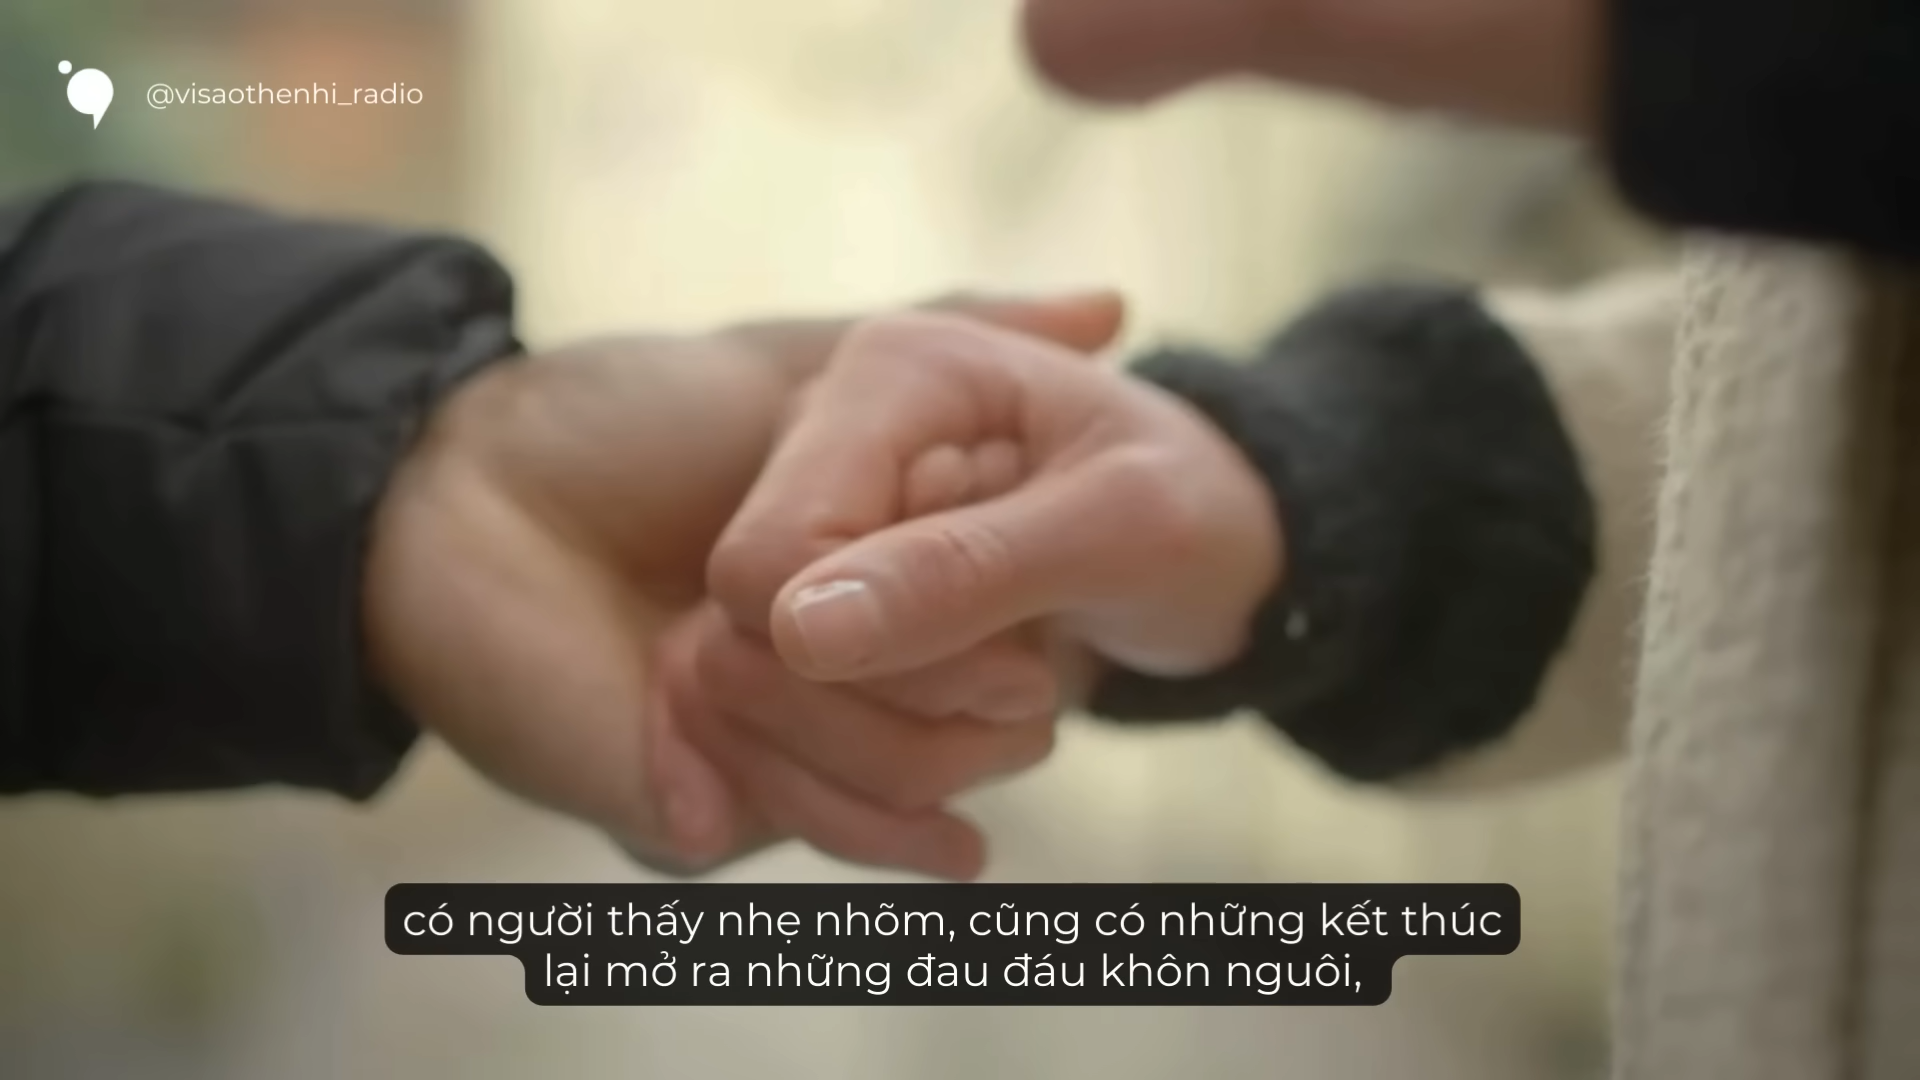 @visaothenhi_radio
có người thấy nhẹ nhõm, cũng có những kết thúc
lại mở ra những đau đáu khôn nguôi,